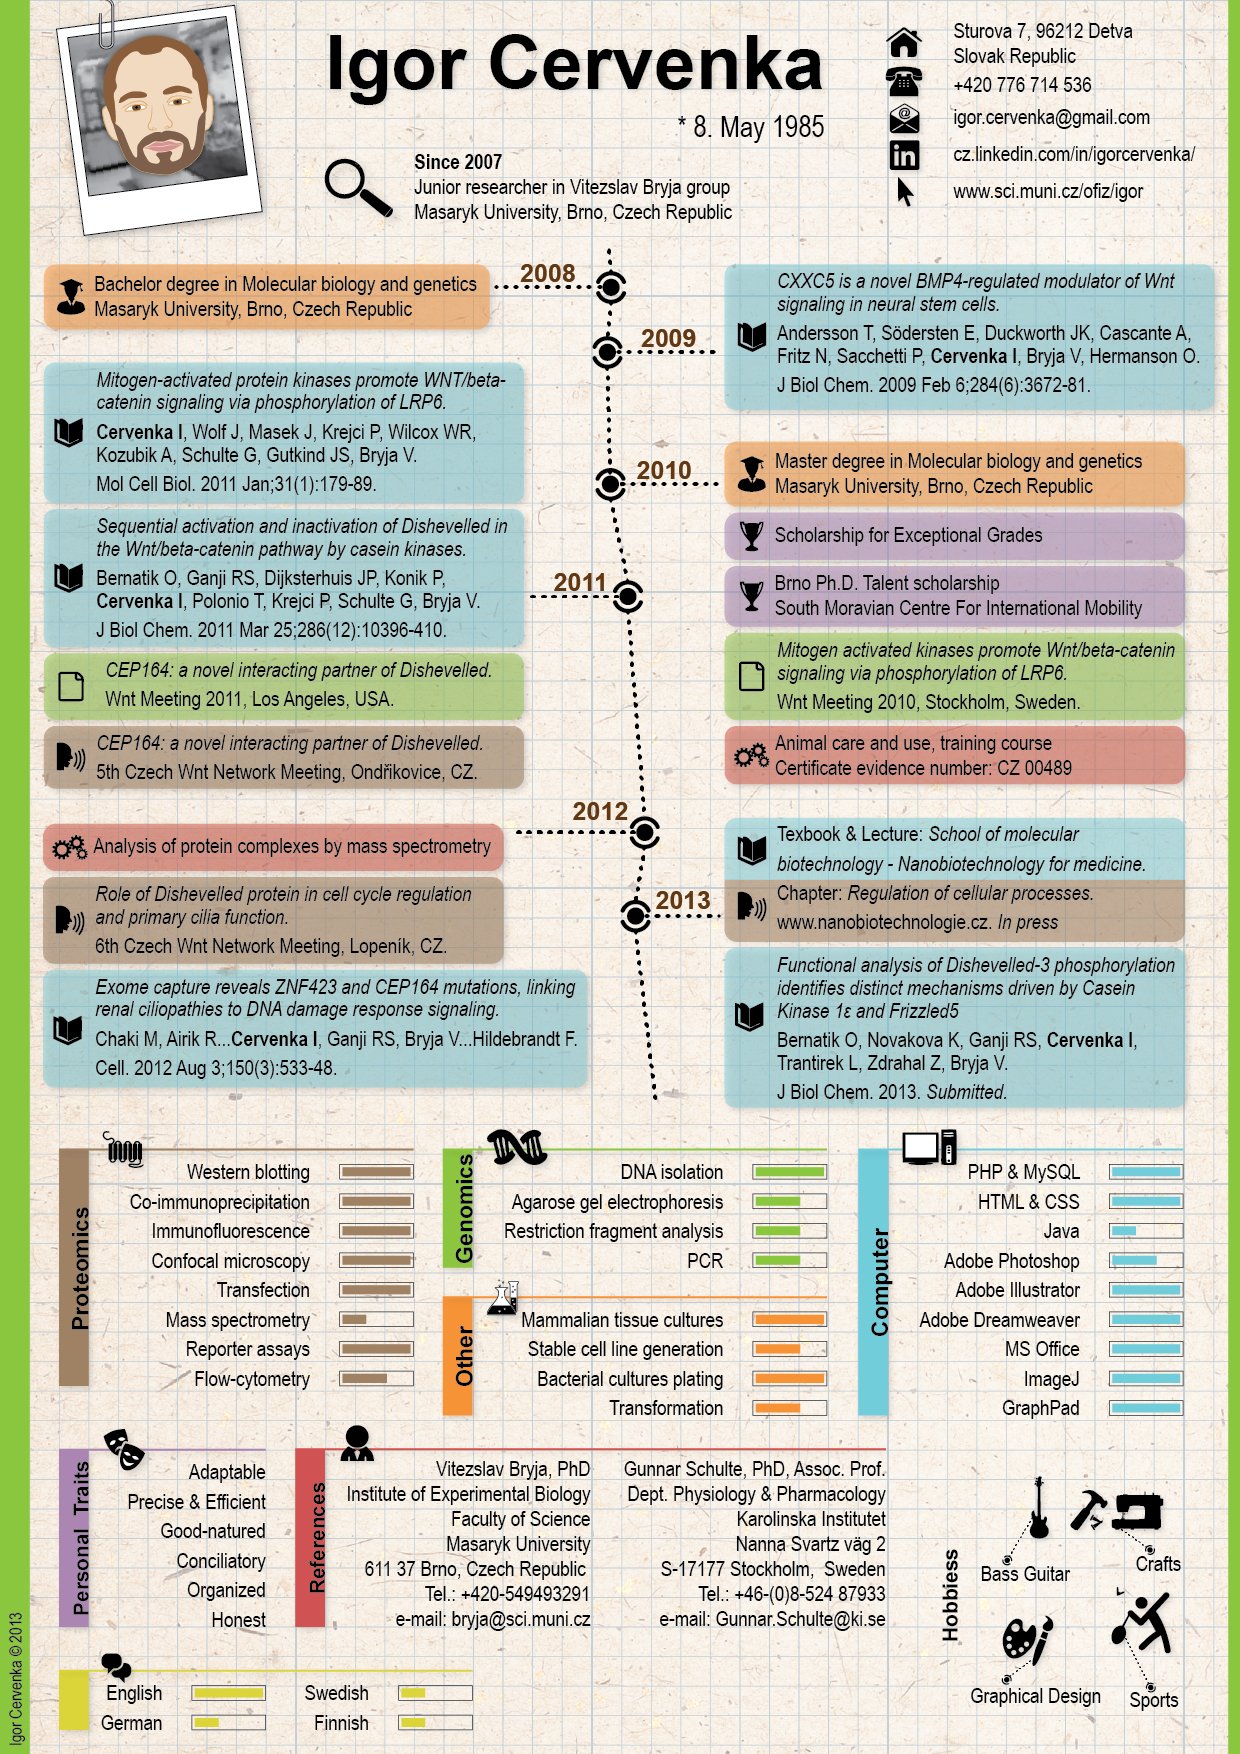 Igor Cervenka
* 8. May 1985
Since 2007
Junior researcher in Vitezslav Bryja group
Masaryk University, Brno, Czech Republic
Sturova 7, 96212 Detva
Slovak Republic
+420 776 714 536
igor.cervenka@gmail.com
cz.linkedin.com/in/igorcervenka/
www.sci.muni.cz/ofiz/igor
2008
Bachelor degree in Molecular biology and genetics
Masaryk University, Brno, Czech Republic
2009
CXXC5 is a novel BMP4-regulated modulator of Wnt
signaling in neural stem cells.
Andersson T, Södersten E, Duckworth JK, Cascante A,
Fritz N, Sacchetti P, Cervenka I, Bryja V, Hermanson O.
J Biol Chem. 2009 Feb 6;284(6):3672-81.
Mitogen-activated protein kinases promote WNT/beta-
catenin signaling via phosphorylation of LRP6.
Cervenka I, Wolf J, Masek J, Krejci P, Wilcox WR,
Kozubik A, Schulte G, Gutkind JS, Bryja V.
Mol Cell Biol. 2011 Jan;31(1):179-89.
Sequential activation and inactivation of Dishevelled in
the Wnt/beta-catenin pathway by casein kinases.
Bernatik O, Ganji RS, Dijksterhuis JP, Konik P,
Cervenka I, Polonio T, Krejci P, Schulte G, Bryja V.
J Biol Chem. 2011 Mar 25;286(12):10396-410.
CEP164: a novel interacting partner of Dishevelled.
Wnt Meeting 2011, Los Angeles, USA.
CEP164: a novel interacting partner of Dishevelled.
5th Czech Wnt Network Meeting, Ondřikovice, CZ.
2010
Master degree in Molecular biology and genetics
Masaryk University, Brno, Czech Republic
Scholarship for Exceptional Grades
2011
Brno Ph.D. Talent scholarship
South Moravian Centre For International Mobility
Mitogen activated kinases promote Wnt/beta-catenin
signaling via phosphorylation of LRP6.
Wnt Meeting 2010, Stockholm, Sweden.
Animal care and use, training course
Certificate evidence number: CZ 00489
2012
Analysis of protein complexes by mass spectrometry
Role of Dishevelled protein in cell cycle regulation
and primary cilia function.
6th Czech Wnt Network Meeting, Lopeník, CZ.
Exome capture reveals ZNF423 and CEP164 mutations, linking
renal ciliopathies to DNA damage response signaling.
Chaki M, Airik R...Cervenka I, Ganji RS, Bryja V...Hildebrandt F.
Cell. 2012 Aug 3;150(3):533-48.
2013
Texbook & Lecture: School of molecular
biotechnology - Nanobiotechnology for medicine.
Chapter: Regulation of cellular processes.
www.nanobiotechnologie.cz. In press
Functional analysis of Dishevelled-3 phosphorylation
identifies distinct mechanisms driven by Casein
Kinase 1ε and Frizzled5
Bernatik O, Novakova K, Ganji RS, Cervenka I,
Trantirek L, Zdrahal Z, Bryja V.
J Biol Chem. 2013. Submitted.
Proteomics
Western blotting
Co-immunoprecipitation
Immunofluorescence
Confocal microscopy
Transfection
Mass spectrometry
Reporter assays
Flow-cytometry
Genomics
DNA isolation
Agarose gel electrophoresis
Restriction fragment analysis
PCR
Other
Mammalian tissue cultures
Stable cell line generation
Bacterial cultures plating
Transformation
Computer
PHP & MySQL
HTML & CSS
Java
Adobe Photoshop
Adobe Illustrator
Adobe Dreamweaver
MS Office
ImageJ
GraphPad
Personal Traits
Adaptable
Precise & Efficient
Good-natured
Conciliatory
Organized
Honest
References
Vitezslav Bryja, PhD
Institute of Experimental Biology
Faculty of Science
Masaryk University
611 37 Brno, Czech Republic
Tel.: +420-549493291
e-mail: bryja@sci.muni.cz
Gunnar Schulte, PhD, Assoc. Prof.
Dept. Physiology & Pharmacology
Karolinska Institutet
Nanna Svartz väg 2
S-17177 Stockholm, Sweden
Tel.: +46-(0)8-524 87933
e-mail: Gunnar.Schulte@ki.se
Hobbiess
Bass Guitar
Crafts
Graphical Design
Sports
English
German
Swedish
Finnish
Igor Cervenka © 2013